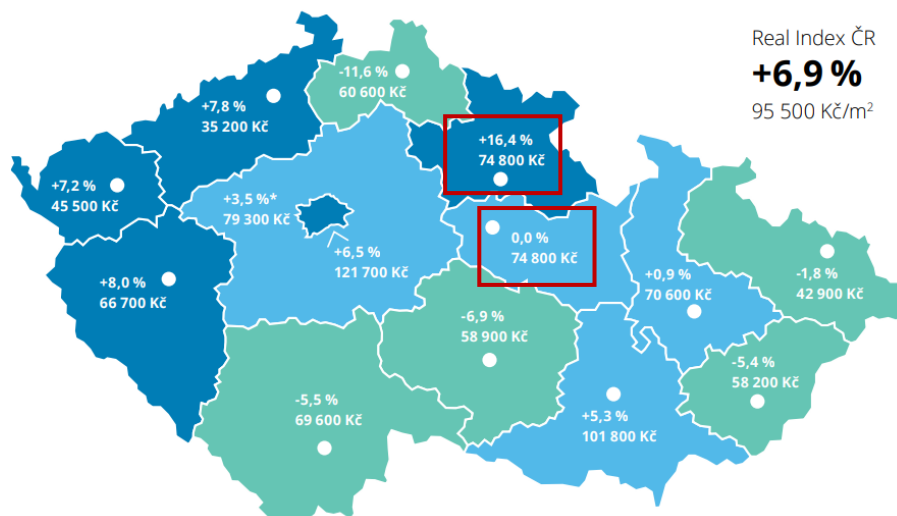 Real Index ČR
+6,9 %
95 500 Kč/m²
-11,6 %
60 600 Kč
+7,8 %
35 200 Kč
+16,4 %
74 800 Kč
+7,2 %
45 500 Kč
+3,5 %*
79 300 Kč
+6,5 %
121 700 Kč
0,0 %
74 800 Kč
+8,0 %
66 700 Kč
+0,9 %
70 600 Kč
-1,8 %
42 900 Kč
-6,9 %
58 900 Kč
-5,4 %
58 200 Kč
-5,5 %
69 600 Kč
+5,3 %
101 800 Kč